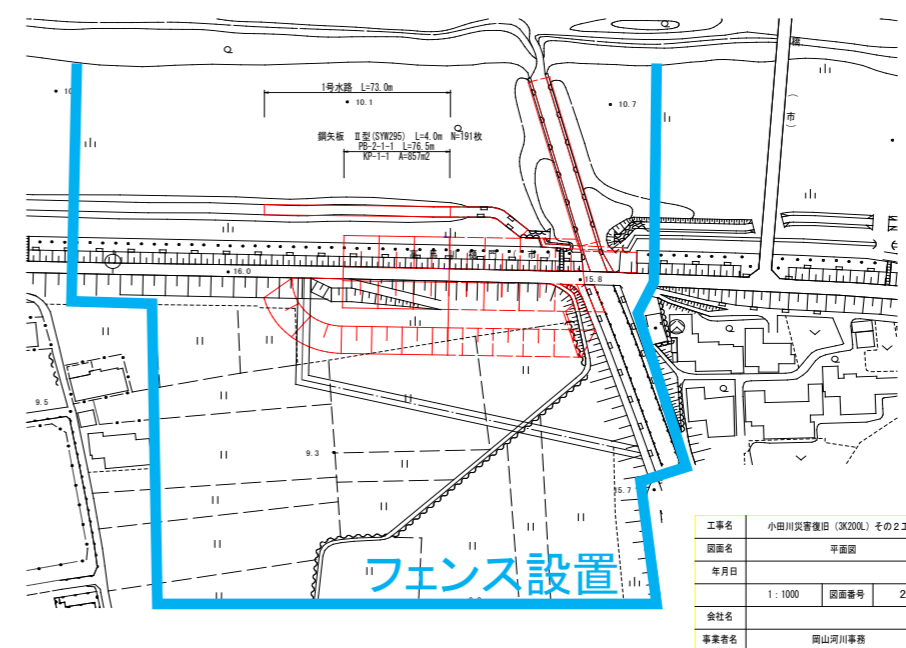 1号水路 L=73.0m
10.1
10.7
鋼矢板 Ⅱ型(SYW295) L=4.0m N=191枚
PB-2-1-1 L=76.5m
KP-1-1 A=857m2
橋
(市)
16.0
15.8
9.5
9.3
15.7
フェンス設置
工事名 小田川災害復旧 (3K200L) その2工
図面名 平面図
年月日
1:1000 図面番号 2
会社名
事業者名 岡山河川事務